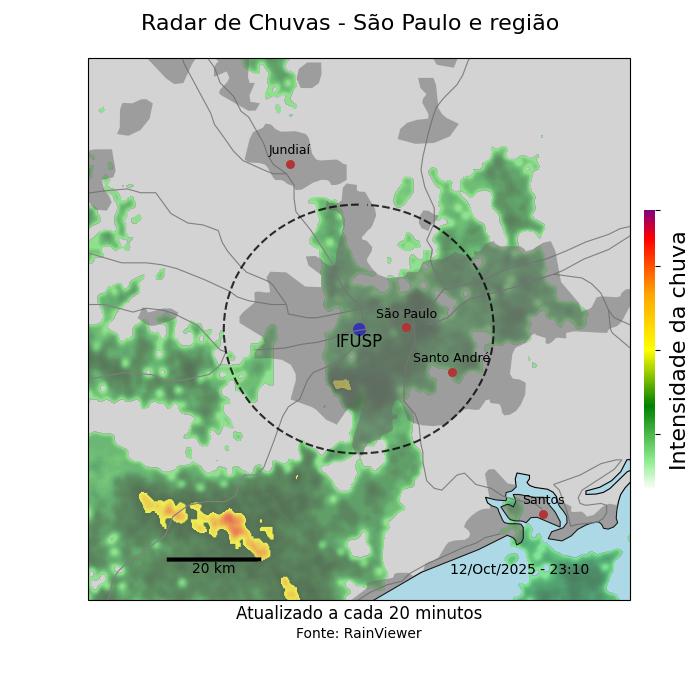 Radar de Chuvas - São Paulo e região
Jundiaí
São Paulo
IFUSP
Santo André
Santos
20 km
12/Oct/2025 - 23:10
Intensidade da chuva
Atualizado a cada 20 minutos
Fonte: RainViewer